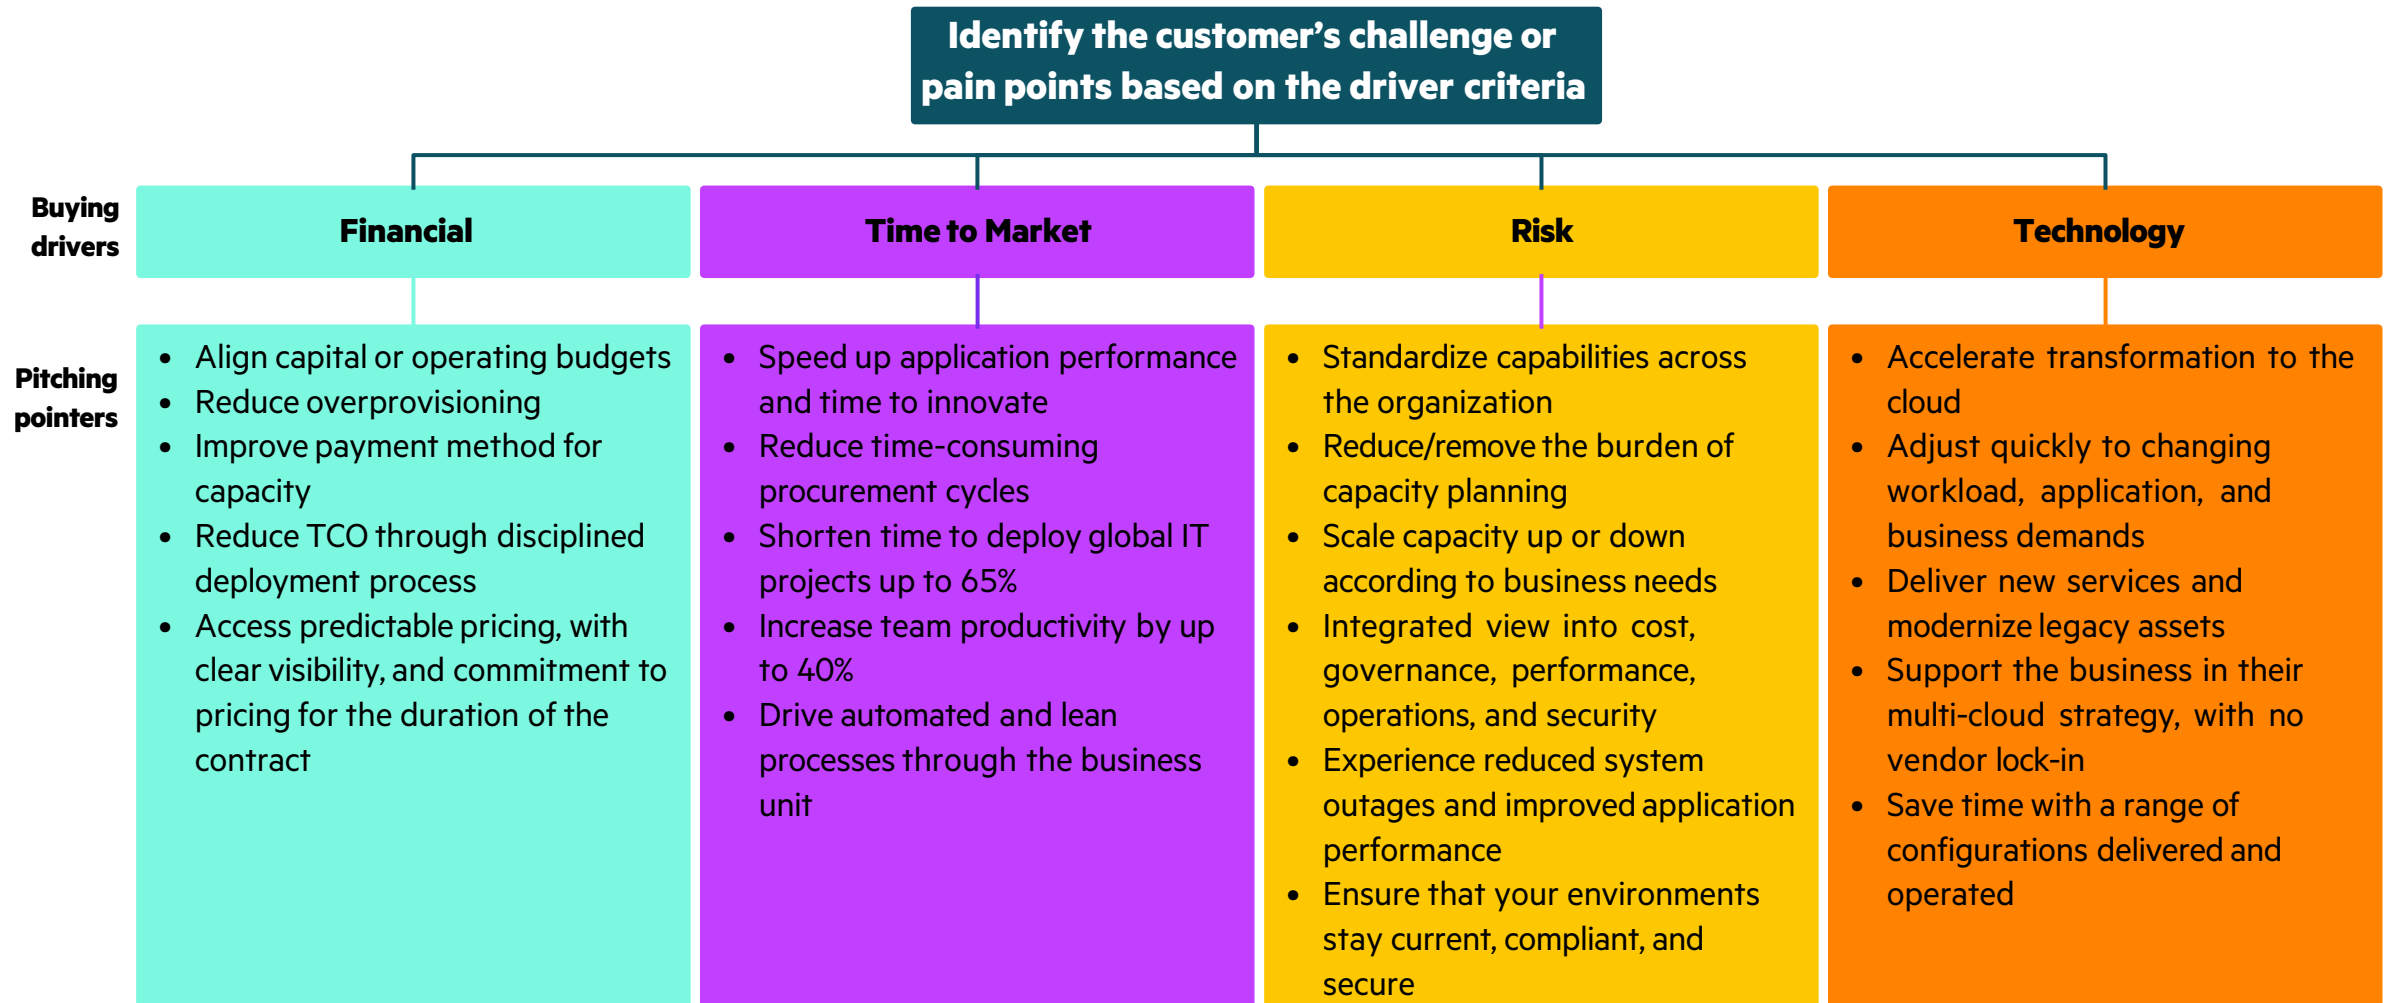 Identify the customer's challenge or
pain points based on the driver criteria
Buying
drivers
Financial
Time to Market
Risk
Technology
Pitching
pointers
• Align capital or operating budgets
• Reduce overprovisioning
• Improve payment method for
capacity
• Reduce TCO through disciplined
deployment process
• Access predictable pricing, with
clear visibility, and commitment to
pricing for the duration of the
contract
• Speed up application performance
and time to innovate
• Reduce time-consuming
procurement cycles
• Shorten time to deploy global IT
projects up to 65%
• Increase team productivity by up
to 40%
• Drive automated and lean
processes through the business
unit
• Standardize capabilities across
the organization
• Reduce/remove the burden of
capacity planning
• Scale capacity up or down
according to business needs
• Integrated view into cost,
governance, performance,
operations, and security
• Experience reduced system
outages and improved application
performance
• Ensure that your environments
stay current, compliant, and
secure
• Accelerate transformation to the
cloud
• Adjust quickly to changing
workload, application, and
business demands
• Deliver new services and
modernize legacy assets
• Support the business in their
multi-cloud strategy, with no
vendor lock-in
• Save time with a range of
configurations delivered and
operated